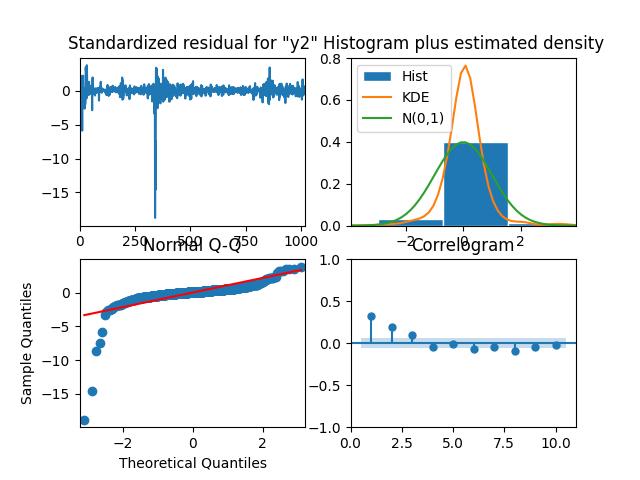 Standardized residual for "y2"
Histogram plus estimated density
0
−5
−10
−15
0 250 500 750 1000
Hist
KDE
N(0,1)
0.8
0.6
0.4
0.2
0.0
−2 0 2
Normal Q-Q
Correlogram
Sample Quantiles
0
−5
−10
−15
−2 0 2
Theoretical Quantiles
1.0
0.5
0.0
−0.5
−1.0
0.0 2.5 5.0 7.5 10.0